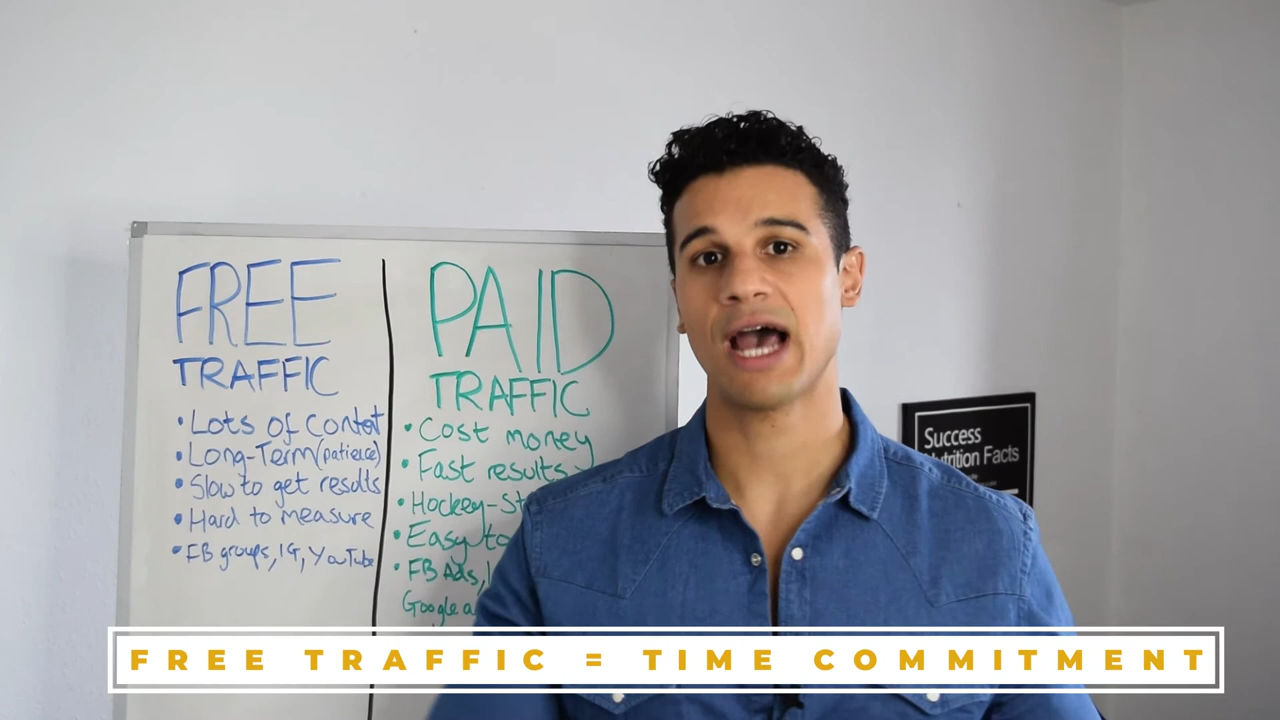 FREE
TRAFFIC
• Lots of content
• Long-Term (patience)
• Slow to get results
• Hard to measure
• FB groups, IG, YouTube
PAID
TRAFFIC
• Cost money
• Fast results
• Hockey-
• Easy to
• FB Ads,
Google
Success
Nutrition Facts
FREE TRAFFIC = TIME COMMITMENT